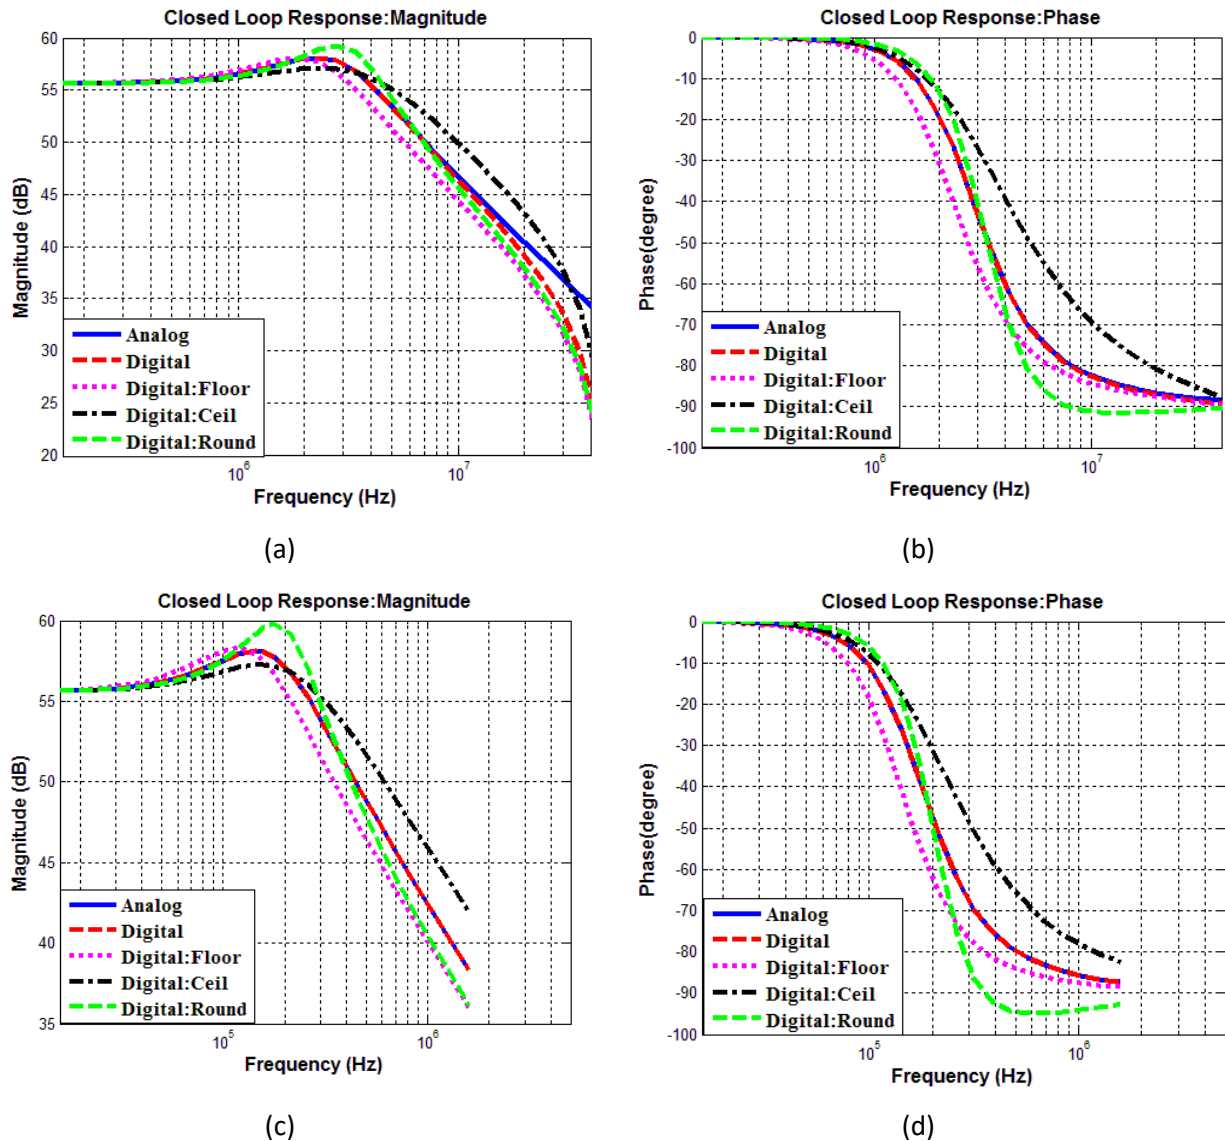 Closed Loop Response:Magnitude
60
55
50
45
40
35
30
25
20
Magnitude (dB)
Analog
Digital
Digital:Floor
Digital:Ceil
Digital:Round
10^6
10^7
Frequency (Hz)
(a)
Closed Loop Response:Phase
0
-10
-20
-30
-40
-50
-60
-70
-80
-90
-100
Phase(degree)
Analog
Digital
Digital:Floor
Digital:Ceil
Digital:Round
10^6
10^7
Frequency (Hz)
(b)
Closed Loop Response:Magnitude
60
55
50
45
40
35
Magnitude (dB)
Analog
Digital
Digital:Floor
Digital:Ceil
Digital:Round
10^5
10^6
Frequency (Hz)
(c)
Closed Loop Response:Phase
0
-10
-20
-30
-40
-50
-60
-70
-80
-90
-100
Phase(degree)
Analog
Digital
Digital:Floor
Digital:Ceil
Digital:Round
10^5
10^6
Frequency (Hz)
(d)